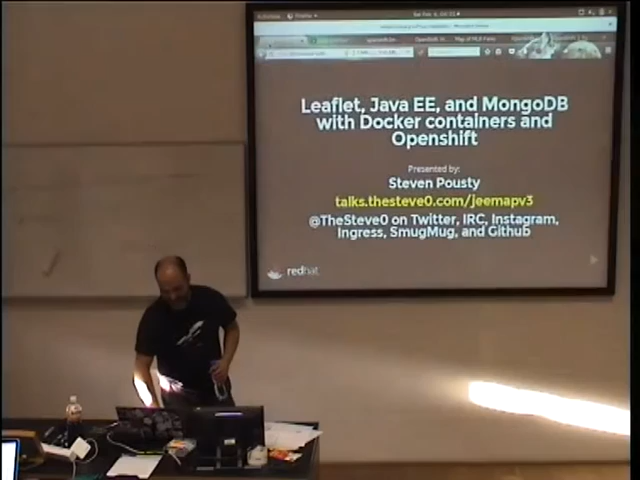 Leaflet, Java EE, and MongoDB
with Docker containers and
Openshift
Presented by:
Steven Pousty
talks.thesteve0.com/jeemapv3
@TheSteve0 on Twitter, IRC, Instagram,
Ingress, SmugMug, and Github
redhat